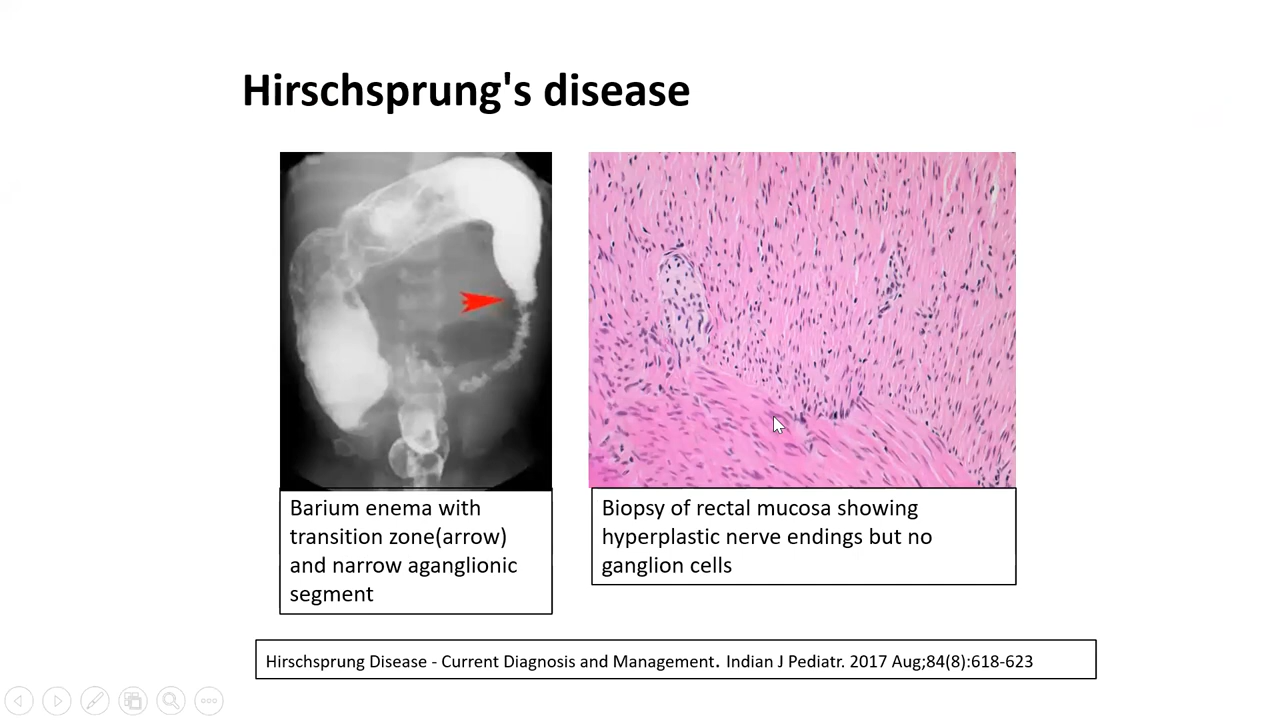 Hirschsprung's disease
Barium enema with
transition zone(arrow)
and narrow aganglionic
segment
Biopsy of rectal mucosa showing
hyperplastic nerve endings but no
ganglion cells
Hirschsprung Disease - Current Diagnosis and Management. Indian J Pediatr. 2017 Aug;84(8):618-623